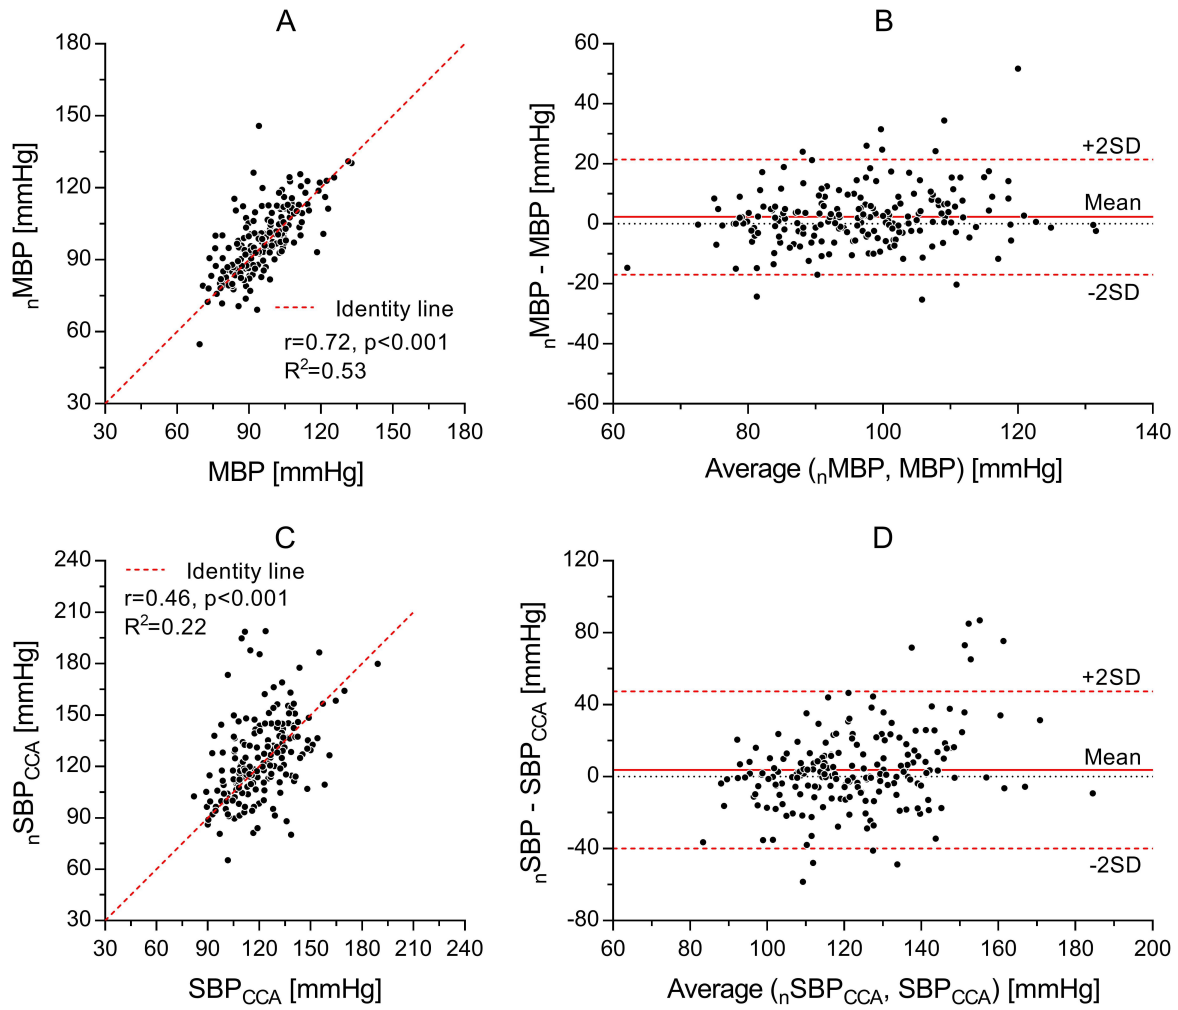 A
180
150
120
90
60
30
nMBP [mmHg]
Identity line
r=0.72, p<0.001
R²=0.53
30 60 90 120 150 180
MBP [mmHg]
B
60
40
20
0
-20
-40
-60
nMBP - MBP [mmHg]
+2SD
Mean
-2SD
60 80 100 120 140
Average (nMBP, MBP) [mmHg]
C
240
210
180
150
120
90
60
30
nSBPCCA [mmHg]
Identity line
r=0.46, p<0.001
R²=0.22
30 60 90 120 150 180 210 240
SBPCCA [mmHg]
D
120
80
40
0
-40
-80
nSBP - SBPCCA [mmHg]
+2SD
Mean
-2SD
60 80 100 120 140 160 180 200
Average (nSBPCCA, SBPCCA) [mmHg]